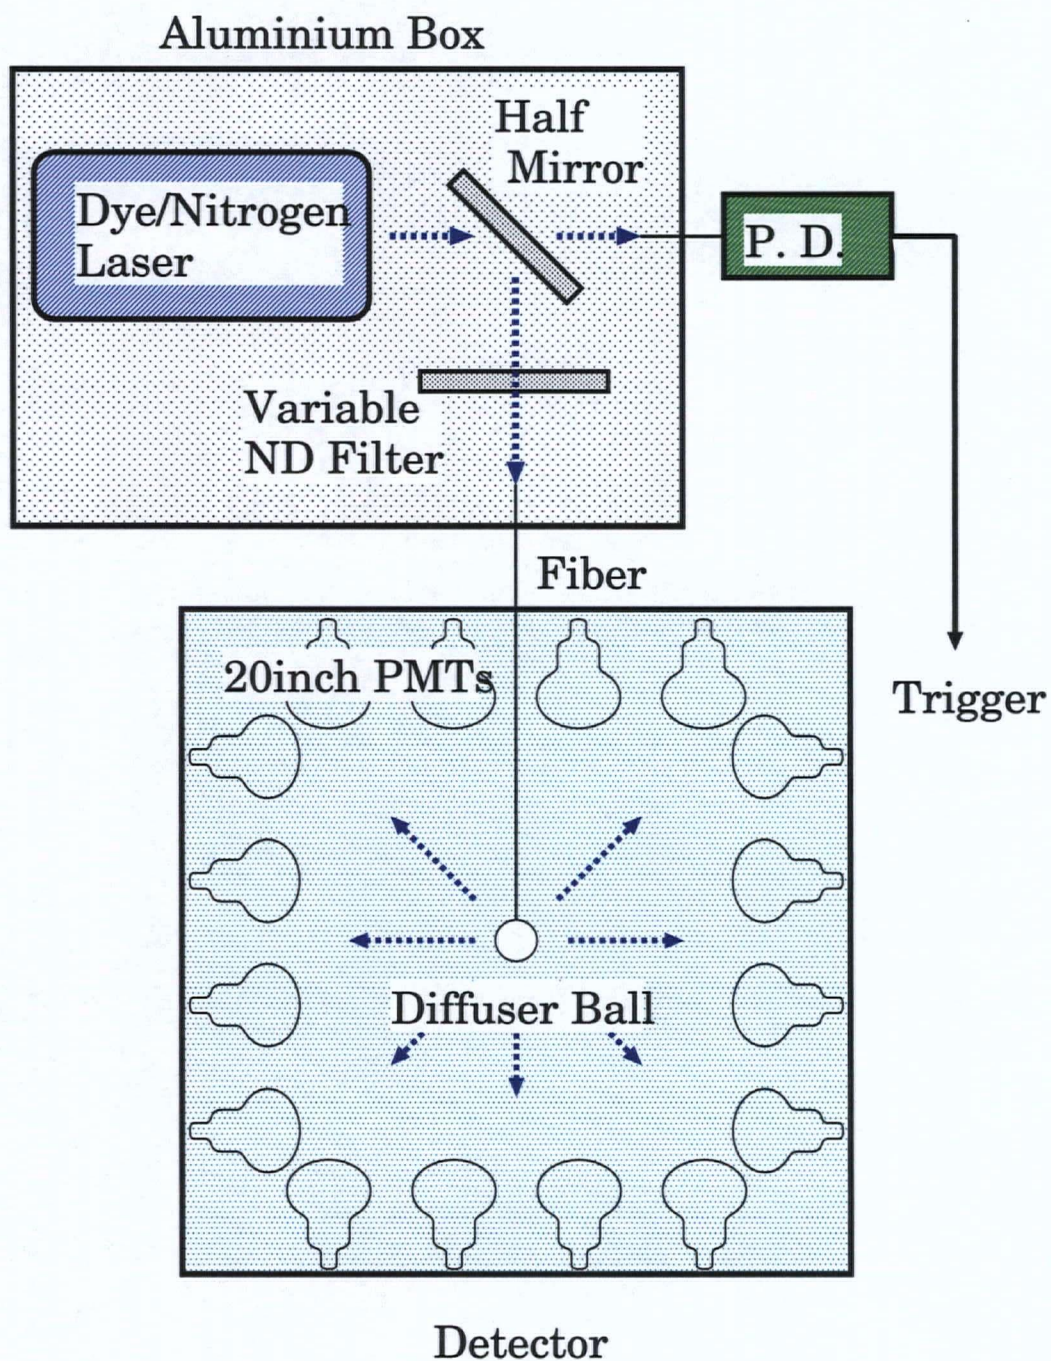 Aluminium Box
Half
Mirror
Dye/Nitrogen
Laser
P. D.
Variable
ND Filter
Fiber
20inch PMTs
Trigger
Diffuser Ball
Detector